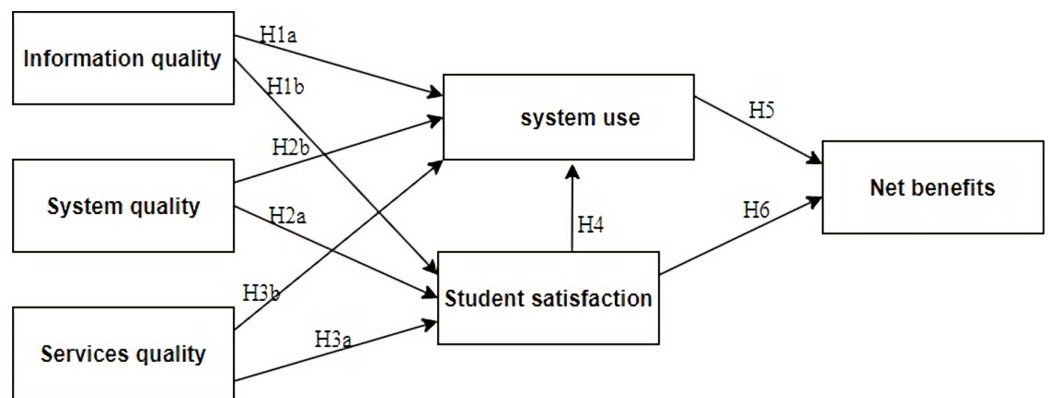 Information quality
H1a
H1b
system use
H5
H2b
System quality
H2a
Net benefits
H6
H4
H3b
Student satisfaction
Services quality
H3a